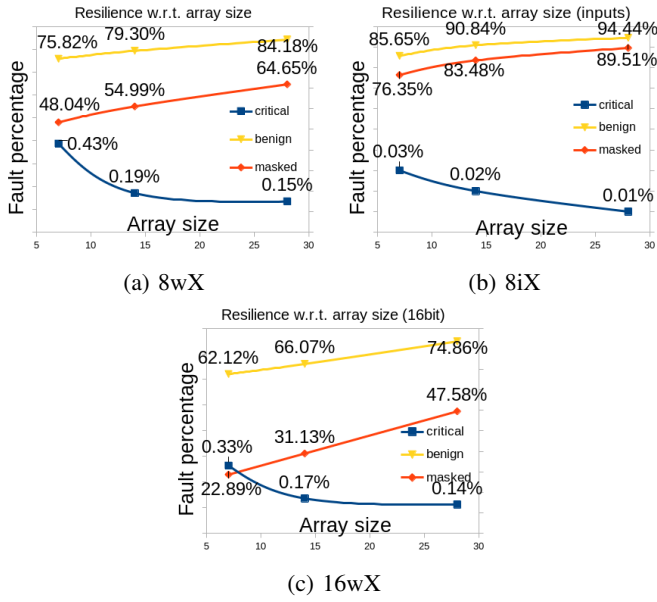 Resilience w.r.t. array size
Fault percentage
75.82%
79.30%
84.18%
64.65%
54.99%
48.04%
critical
benign
masked
0.43%
0.19%
0.15%
Array size
5 10 15 20 25 30
(a) 8wX
Resilience w.r.t. array size (inputs)
Fault percentage
85.65%
90.84%
94.44%
89.51%
83.48%
76.35%
critical
benign
masked
0.03%
0.02%
0.01%
Array size
5 10 15 20 25 30
(b) 8iX
Resilience w.r.t. array size (16bit)
Fault percentage
62.12%
66.07%
74.86%
47.58%
31.13%
critical
benign
masked
0.33%
22.89%
0.17%
0.14%
Array size
5 10 15 20 25 30
(c) 16wX